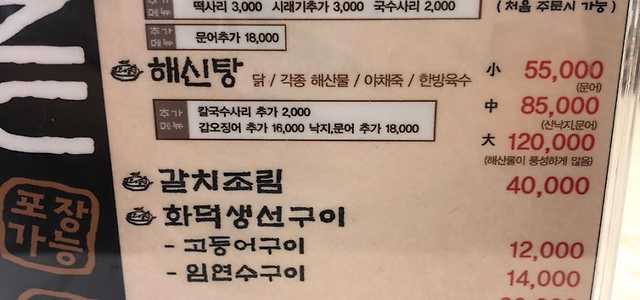 떡사리 3,000 시래기추가 3,000 국수사리 2,000
(처음 주문시 가능)
추가메뉴 문어추가 18,000
해신탕 닭 / 각종 해산물 / 야채죽 / 한방육수 小 55,000
(문어)
추가메뉴 칼국수사리 추가 2,000
갑오징어 추가 16,000 낙지,문어 추가 18,000
中 85,000
(산낙지,문어)
大 120,000
(해산물이 풍성하게 많음)
갈치조림 40,000
화덕생선구이
- 고등어구이 12,000
- 임연수구이 14,000
포장
가능